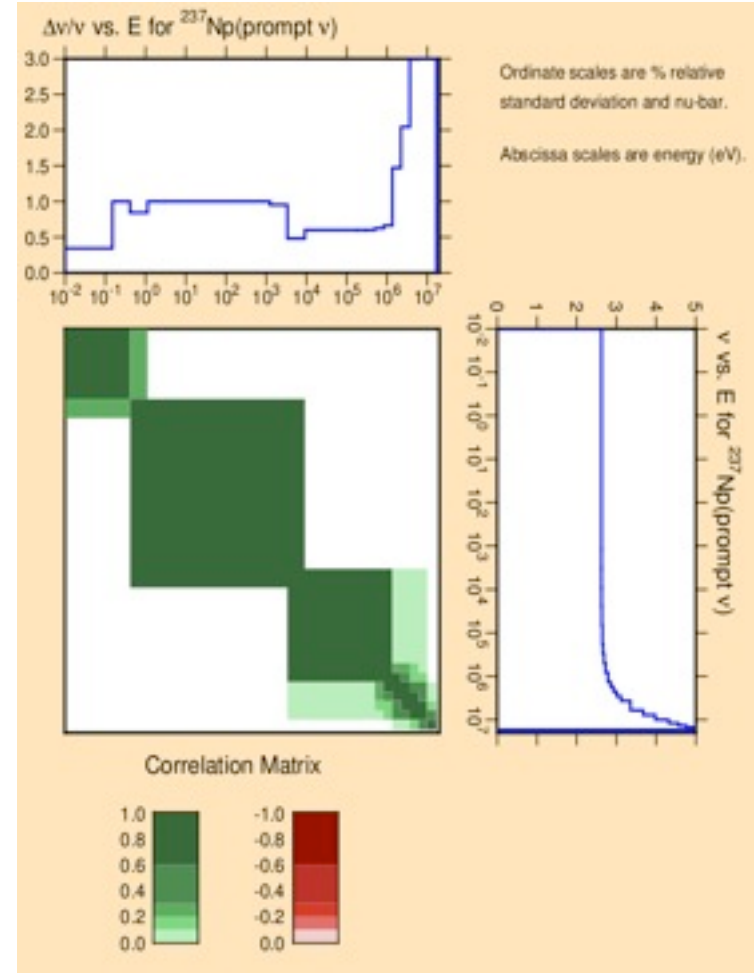 Δν/ν vs. E for ²³⁷Np(prompt ν)
Ordinate scales are % relative
standard deviation and nu-bar.
Abscissa scales are energy (eV).
3.0
2.5
2.0
1.5
1.0
0.5
0.0
10⁻² 10⁻¹ 10⁰ 10¹ 10² 10³ 10⁴ 10⁵ 10⁶ 10⁷
0 1 2 3 4 5
10⁻² 10⁻¹ 10⁰ 10¹ 10² 10³ 10⁴ 10⁵ 10⁶ 10⁷
ν vs. E for ²³⁷Np(prompt ν)
Correlation Matrix
1.0
0.8
0.6
0.4
0.2
0.0
-1.0
-0.8
-0.6
-0.4
-0.2
0.0